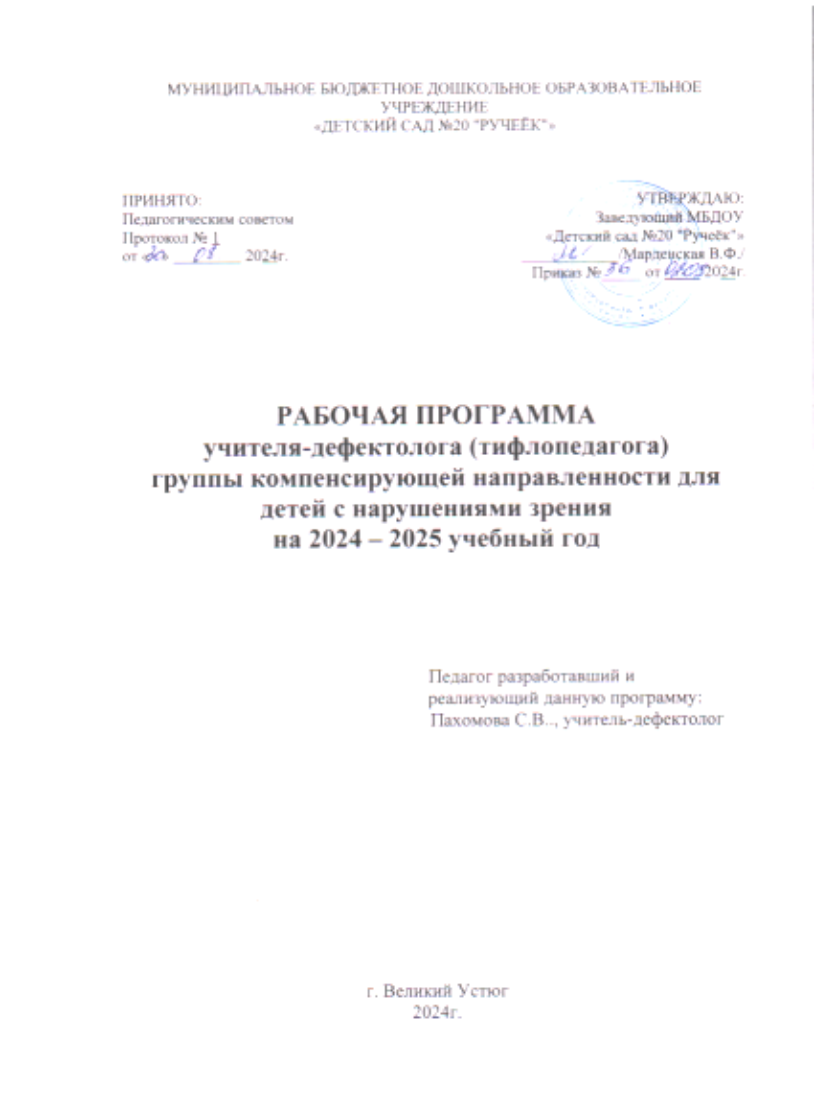 МУНИЦИПАЛЬНОЕ БЮДЖЕТНОЕ ДОШКОЛЬНОЕ ОБРАЗОВАТЕЛЬНОЕ
УЧРЕЖДЕНИЕ
«ДЕТСКИЙ САД №20 "РУЧЕЁК"»
ПРИНЯТО:
Педагогическим советом
Протокол № 1
от «30» 08 2024г.
УТВЕРЖДАЮ:
Заведующий МБДОУ
«Детский сад №20 "Ручеёк"»
/Марденская В.Ф./
Приказ № 36 от 2024г.
РАБОЧАЯ ПРОГРАММА
учителя-дефектолога (тифлопедагога)
группы компенсирующей направленности для
детей с нарушениями зрения
на 2024 – 2025 учебный год
Педагог разработавший и
реализующий данную программу:
Пахомова С.В.., учитель-дефектолог
г. Великий Устюг
2024г.